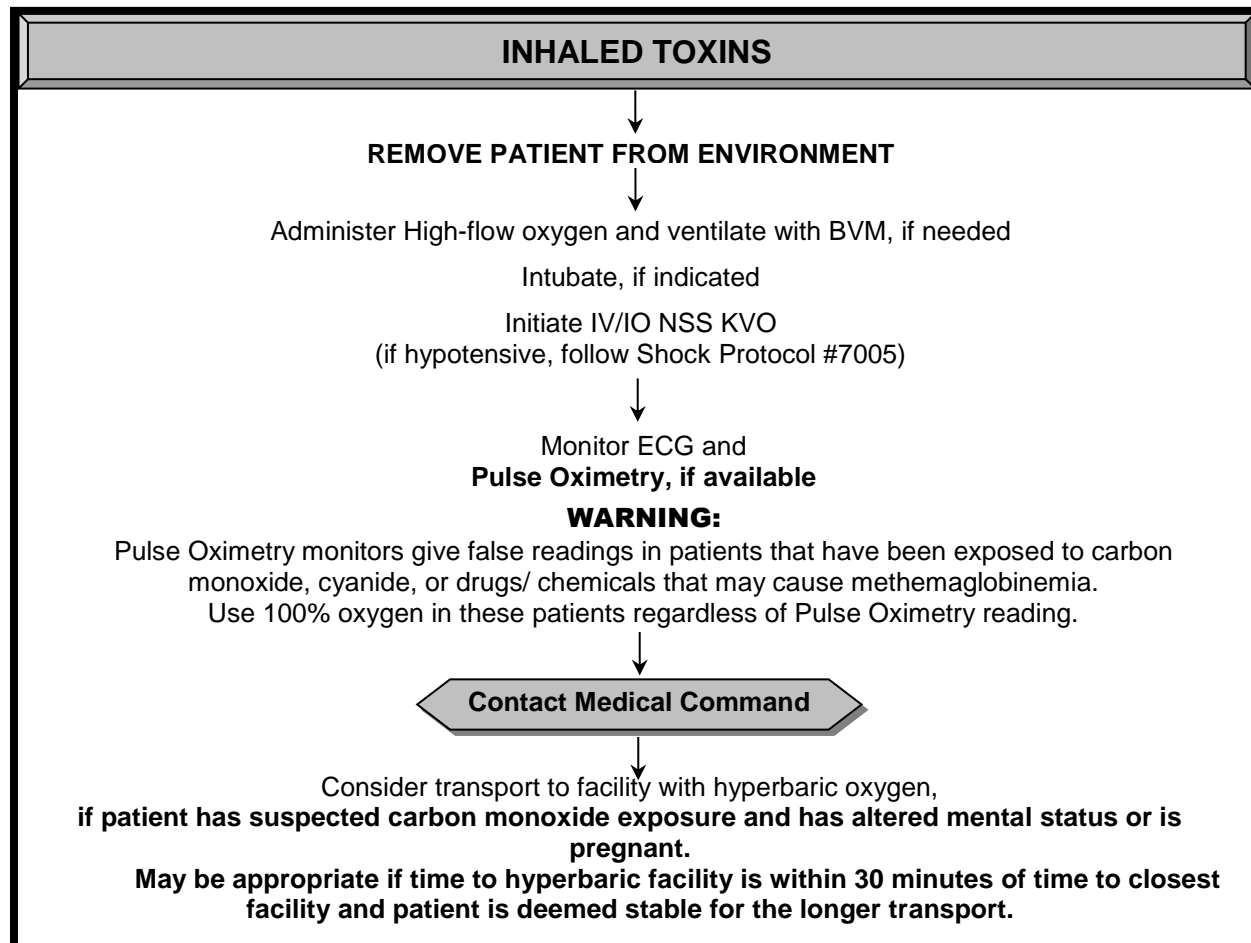 INHALED TOXINS
REMOVE PATIENT FROM ENVIRONMENT
Administer High-flow oxygen and ventilate with BVM, if needed
Intubate, if indicated
Initiate IV/IO NSS KVO
(if hypotensive, follow Shock Protocol #7005)
Monitor ECG and
Pulse Oximetry, if available
WARNING:
Pulse Oximetry monitors give false readings in patients that have been exposed to carbon
monoxide, cyanide, or drugs/ chemicals that may cause methemaglobinemia.
Use 100% oxygen in these patients regardless of Pulse Oximetry reading.
Contact Medical Command
Consider transport to facility with hyperbaric oxygen,
if patient has suspected carbon monoxide exposure and has altered mental status or is
pregnant.
May be appropriate if time to hyperbaric facility is within 30 minutes of time to closest
facility and patient is deemed stable for the longer transport.